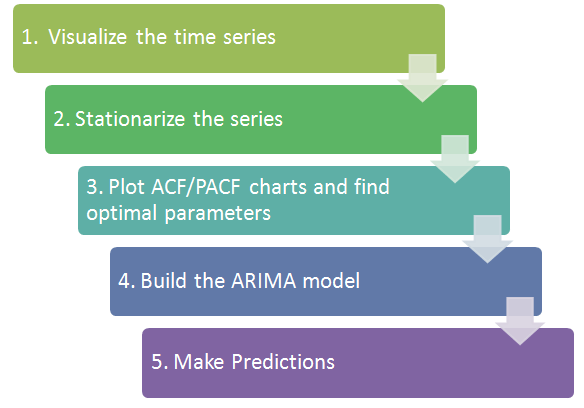 1. Visualize the time series
2. Stationarize the series
3. Plot ACF/PACF charts and find
optimal parameters
4. Build the ARIMA model
5. Make Predictions